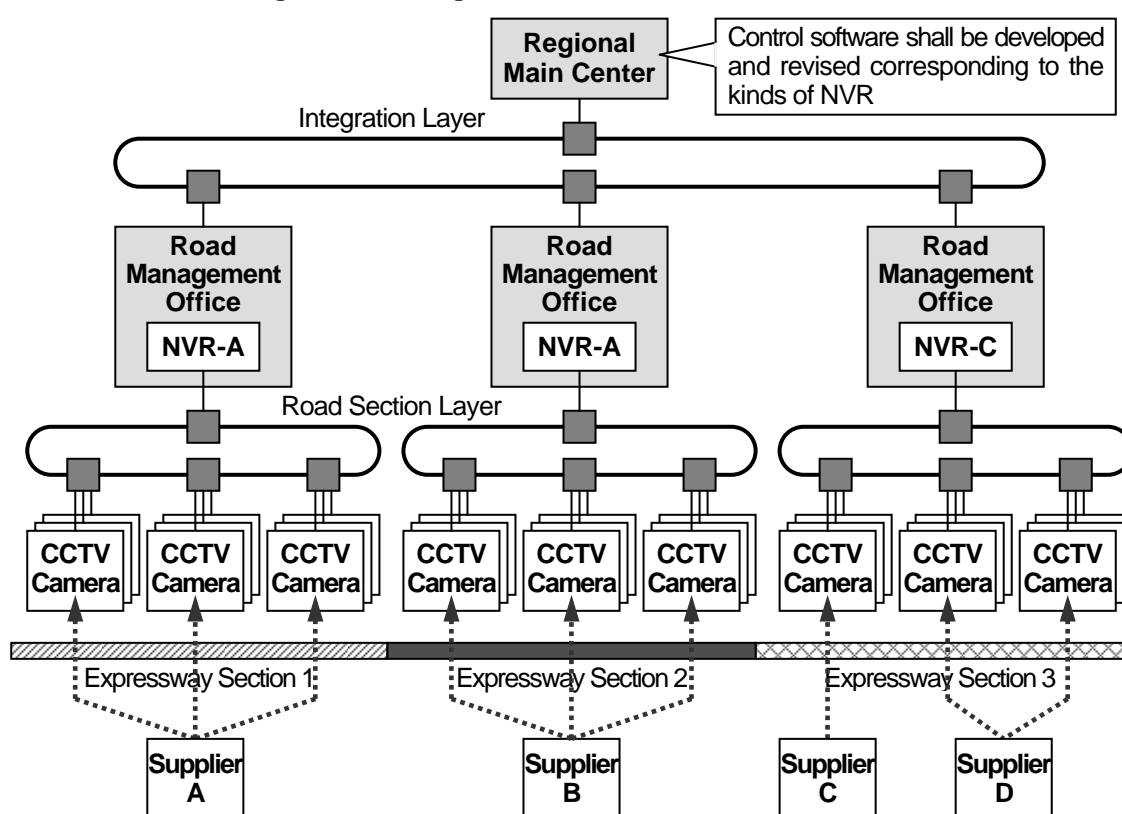 Regional
Main Center
Control software shall be developed
and revised corresponding to the
kinds of NVR
Integration Layer
Road
Management
Office
NVR-A
Road
Management
Office
NVR-A
Road
Management
Office
NVR-C
Road Section Layer
CCTV
Camera
CCTV
Camera
CCTV
Camera
CCTV
Camera
CCTV
Camera
CCTV
Camera
CCTV
Camera
CCTV
Camera
CCTV
Camera
Expressway Section 1
Expressway Section 2
Expressway Section 3
Supplier
A
Supplier
B
Supplier
C
Supplier
D